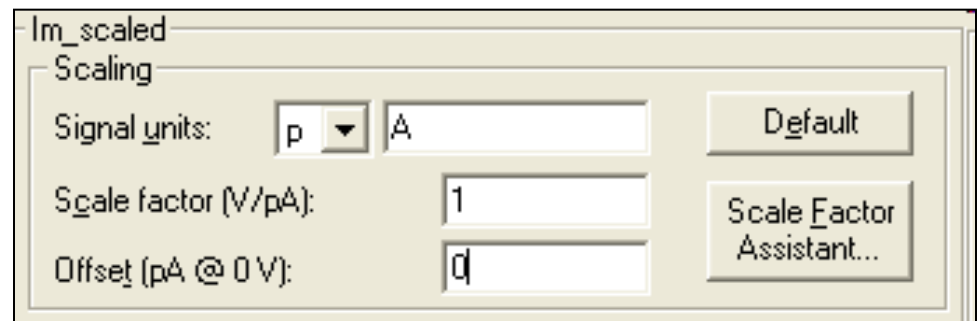 Im_scaled
Scaling
Signal units: p A Default
Scale factor (V/pA): 1
Scale Factor Assistant...
Offset (pA @ 0 V): 0